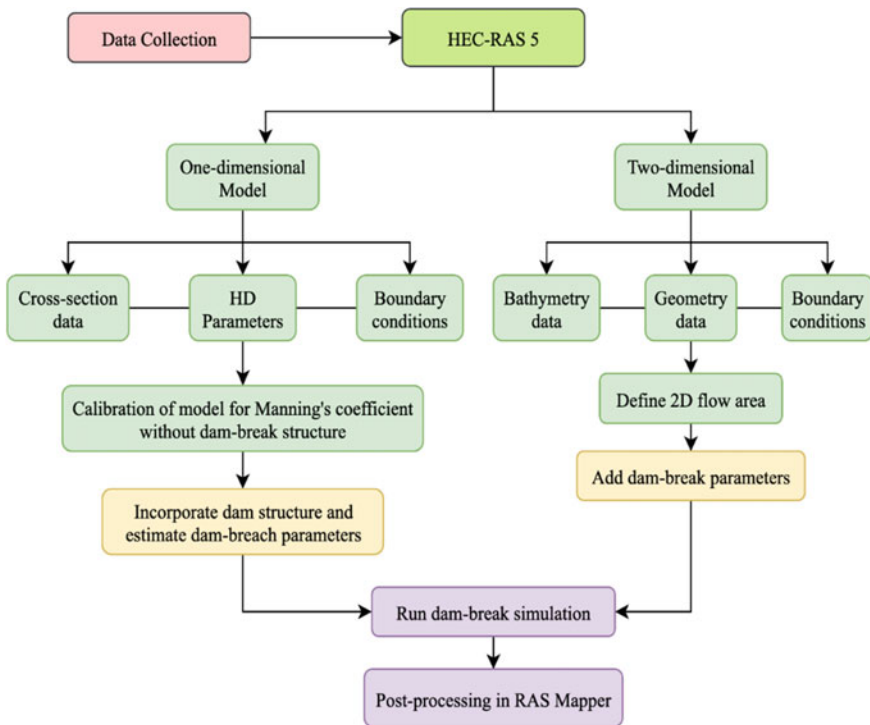 Data Collection
HEC-RAS 5
One-dimensional
Model
Two-dimensional
Model
Cross-section
data
HD
Parameters
Boundary
conditions
Bathymetry
data
Geometry
data
Boundary
conditions
Calibration of model for Manning's coefficient
without dam-break structure
Define 2D flow area
Incorporate dam structure and
estimate dam-breach parameters
Add dam-break parameters
Run dam-break simulation
Post-processing in RAS Mapper